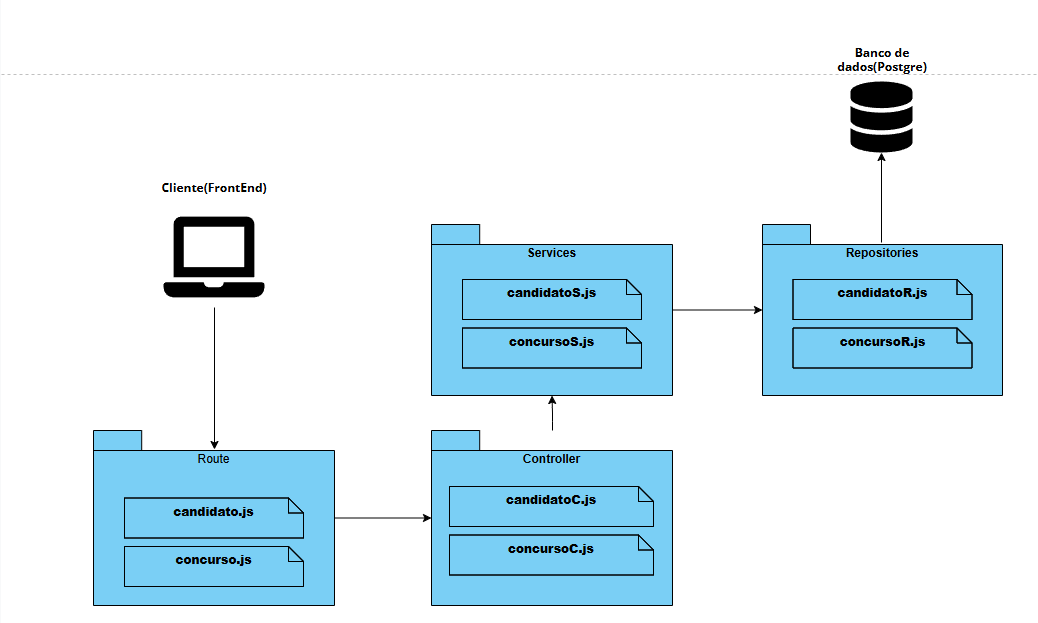 Banco de
dados(Postgre)
Cliente(FrontEnd)
Services
candidatoS.js
concursoS.js
Repositories
candidatoR.js
concursoR.js
Route
candidato.js
concurso.js
Controller
candidatoC.js
concursoC.js